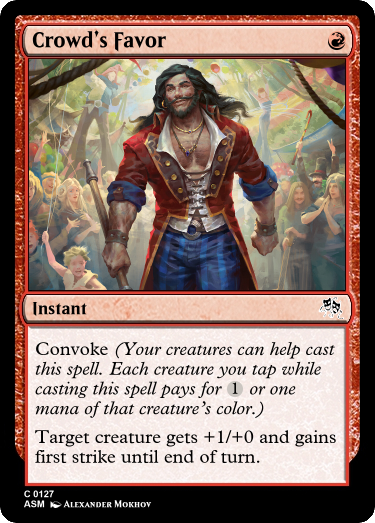 Crowd's Favor
Instant
Convoke (Your creatures can help cast
this spell. Each creature you tap while
casting this spell pays for 1 or one
mana of that creature's color.)
Target creature gets +1/+0 and gains
first strike until end of turn.
C 0127
ASM Alexander Mokhov